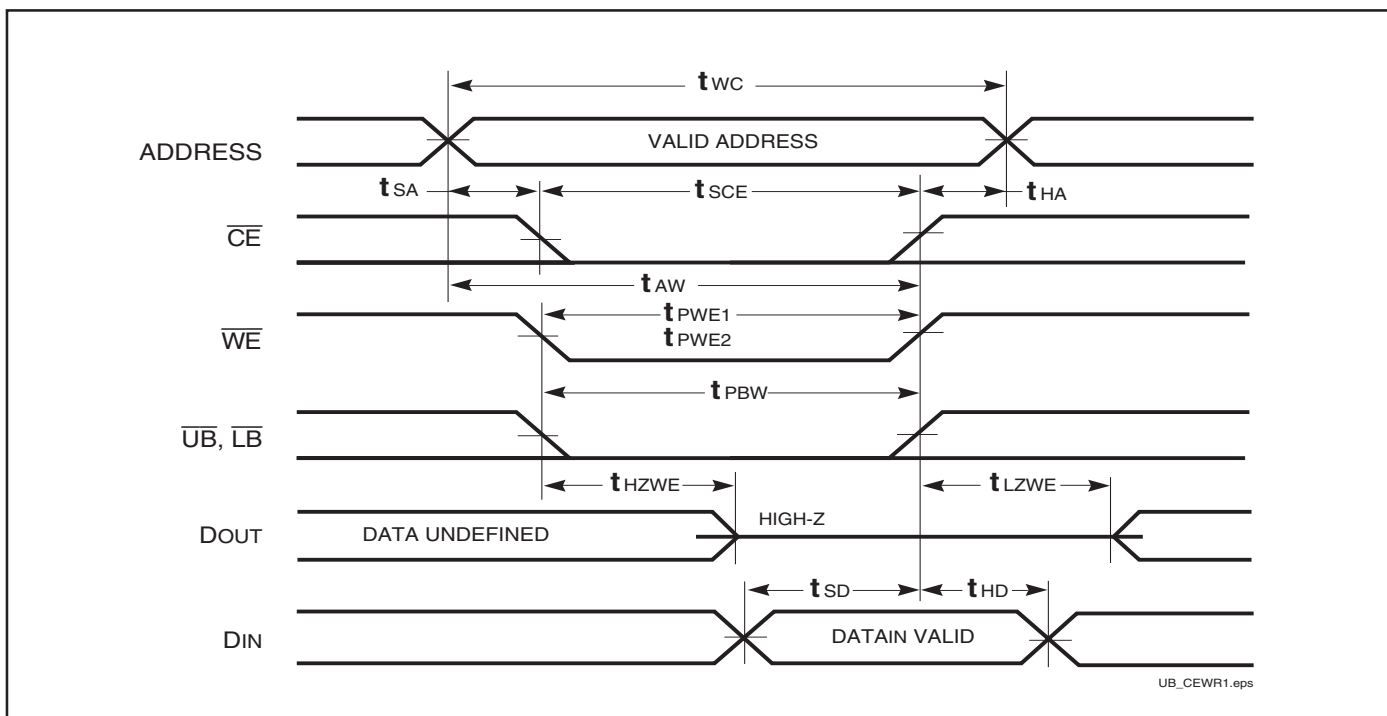 tWC
ADDRESS
VALID ADDRESS
tSA
tSCE
tHA
CE
tAW
tPWE1
WE
tPWE2
tPBW
UB, LB
tHZWE
tLZWE
DOUT
DATA UNDEFINED
HIGH-Z
tSD
tHD
DIN
DATAIN VALID
UB_CEWR1.eps